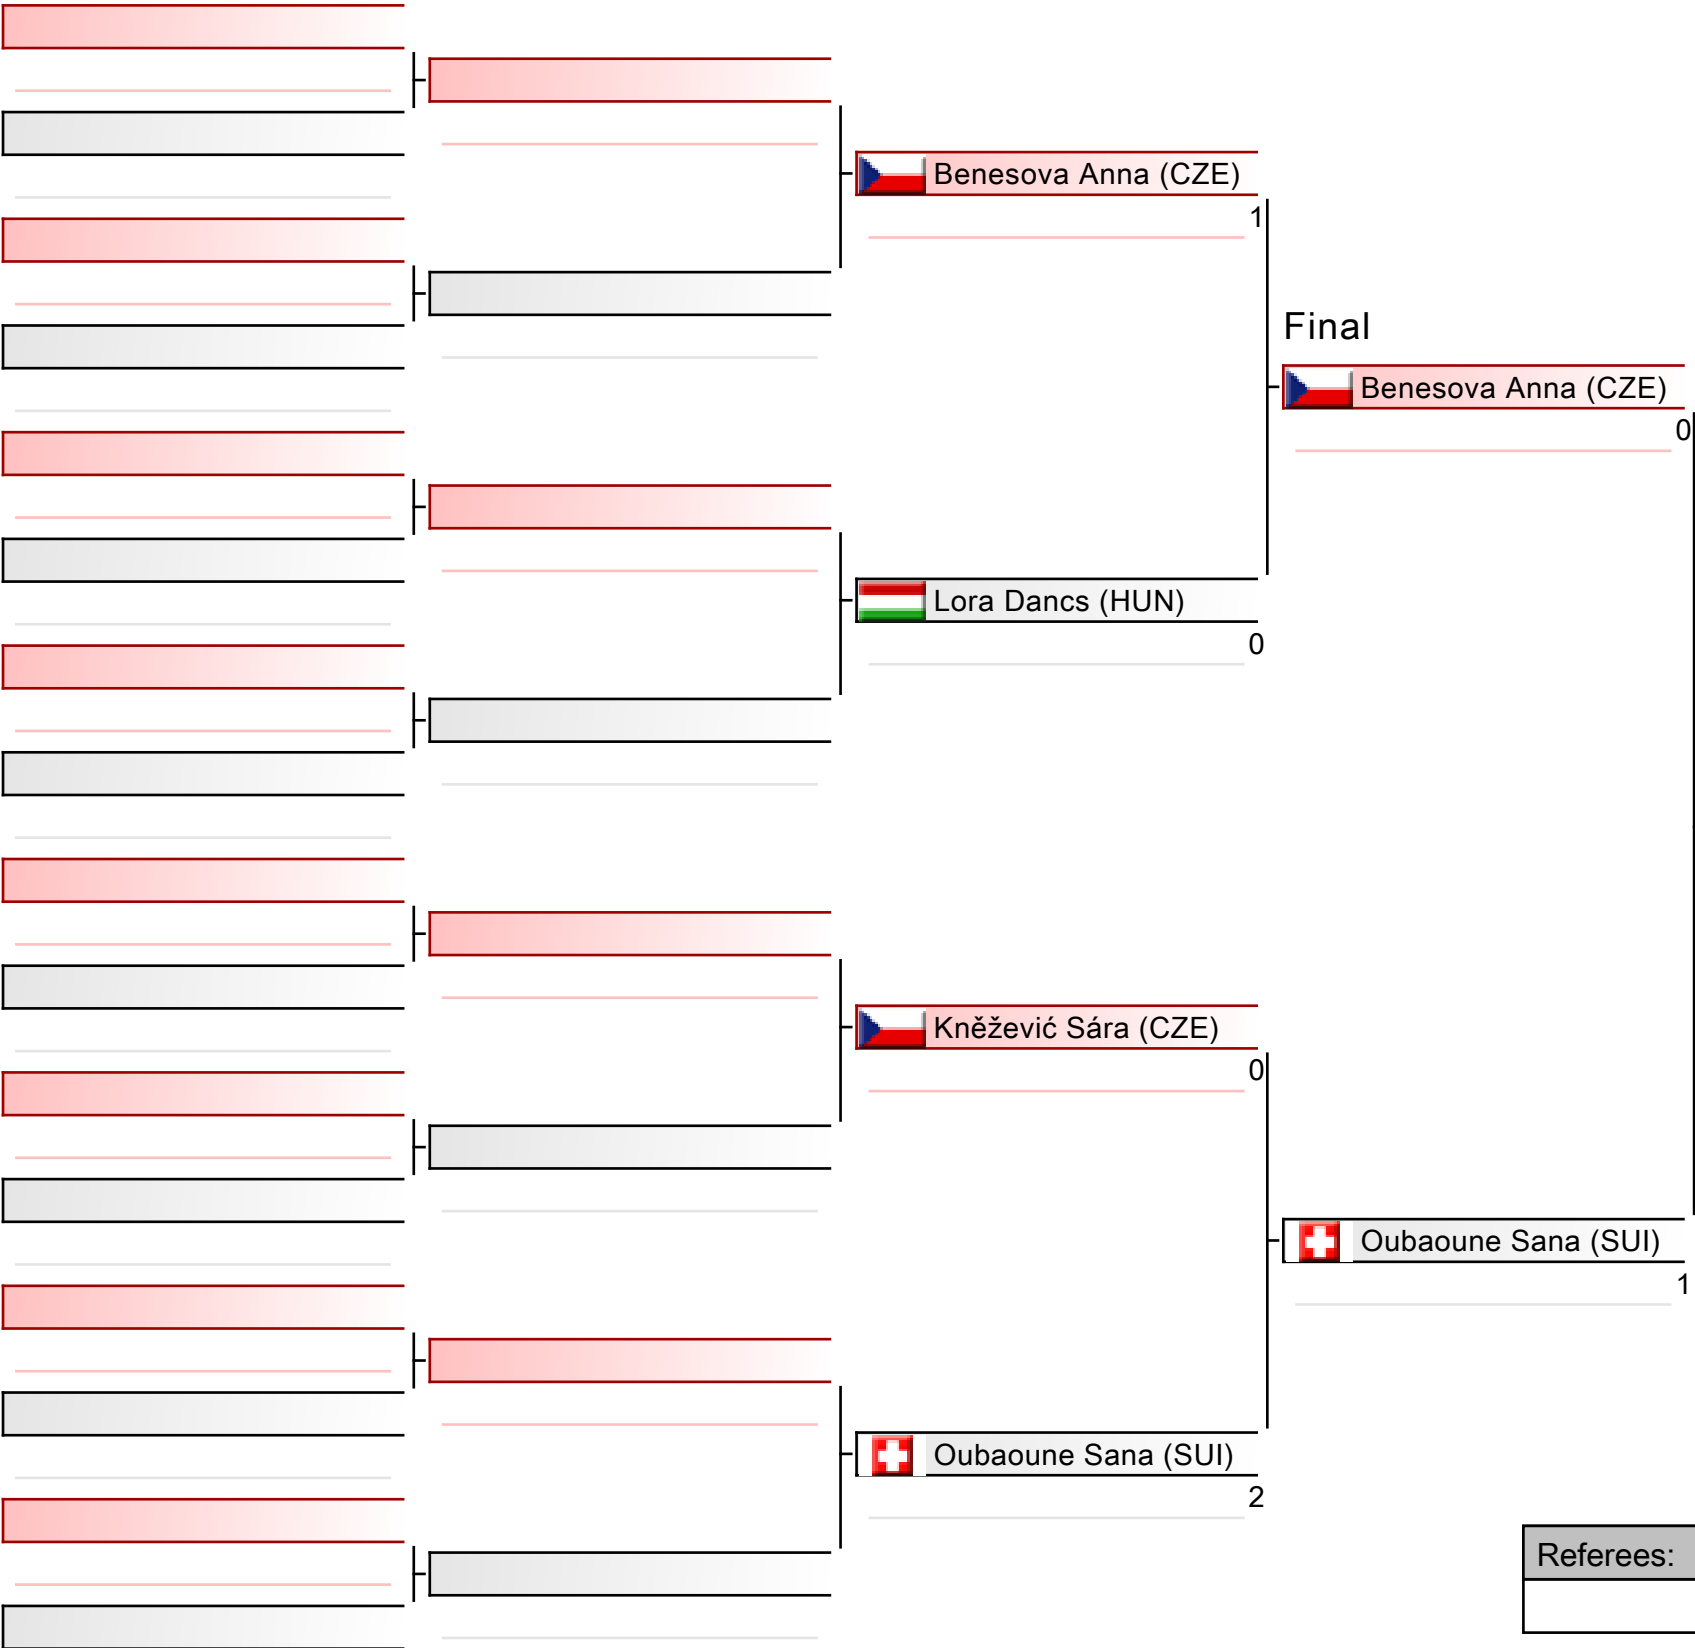 Benesova Anna (CZE)
1
Final
Benesova Anna (CZE)
0
Lora Dancs (HUN)
0
Kněžević Sára (CZE)
0
Oubaoune Sana (SUI)
1
Oubaoune Sana (SUI)
2
Referees: